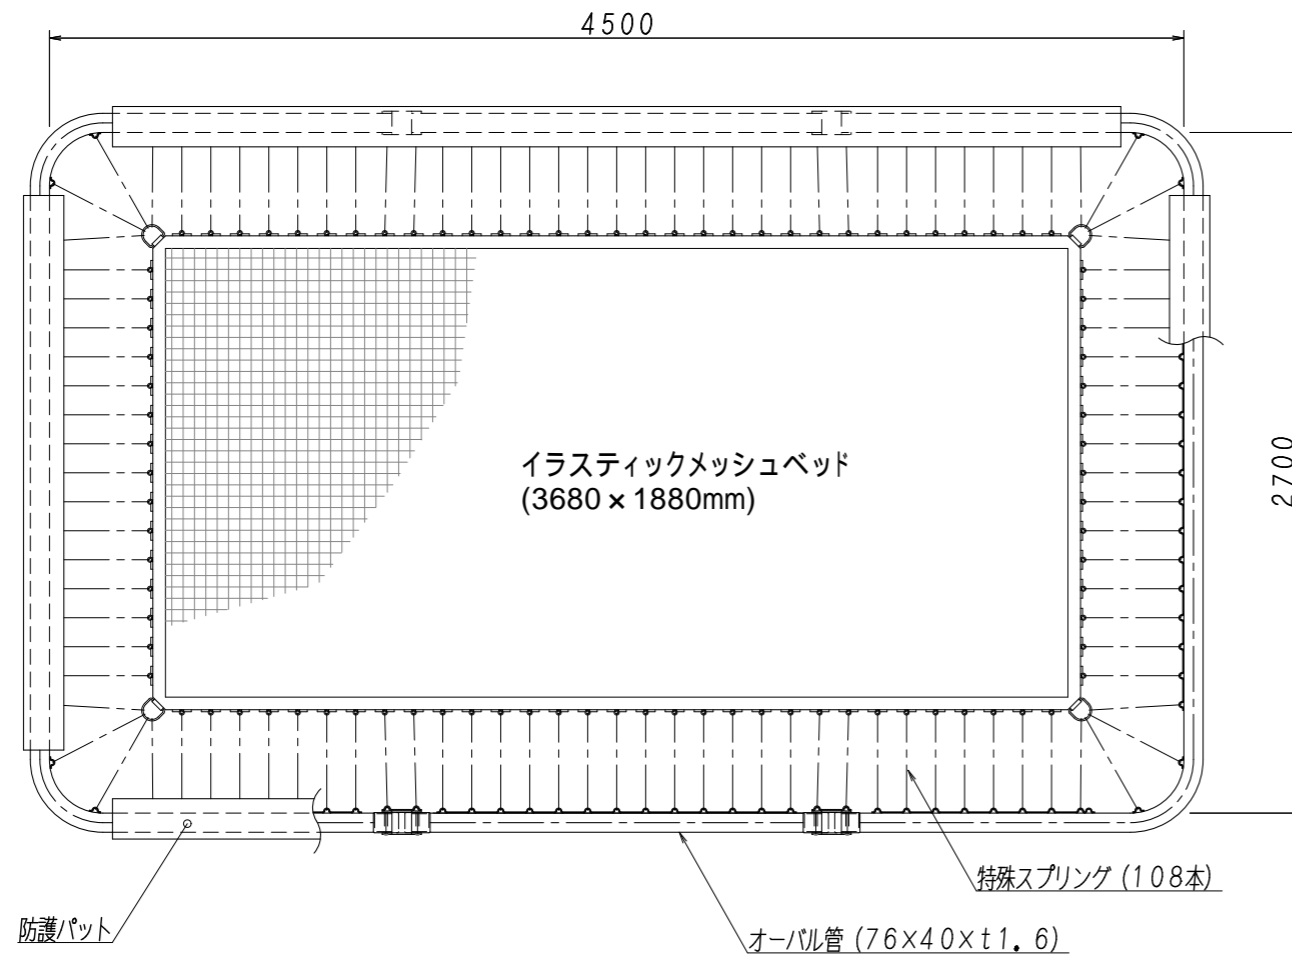 4500
2700
イラスティックメッシュベッド
(3680×1880mm)
特殊スプリング (108本)
防護パット
オーバル管 (76×40×t1.6)